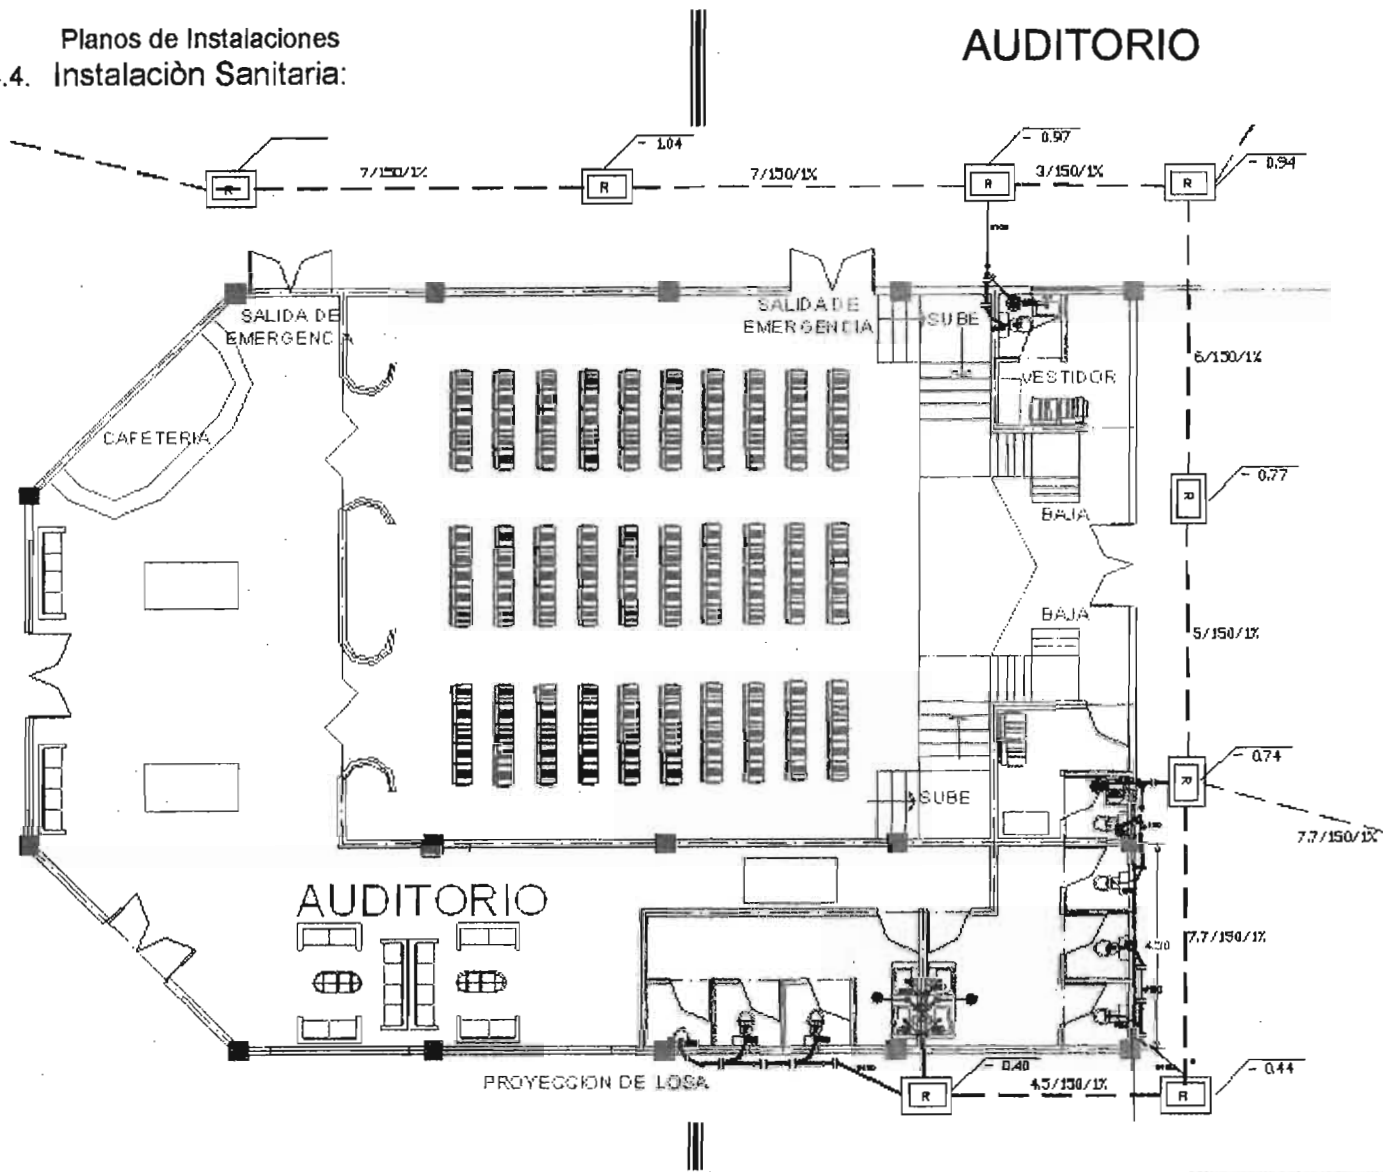 Planos de Instalaciones
.4. Instalaciòn Sanitaria:
AUDITORIO
- 1.04
- 0.97
- 0.94
7/150/1%
7/150/1%
3/150/1%
R
R
R
R
SALIDA DE
EMERGENCIA
SALIDA DE
EMERGENCIA
SUBE
6/150/1%
VESTIDOR
CAFETERIA
- 0.77
R
BAJA
BAJA
5/150/1%
- 0.74
R
SUBE
7.7/150/1%
AUDITORIO
7.7/150/1%
PROYECCION DE LOSA
- 0.40
- 0.44
R
4.5/150/1%
R